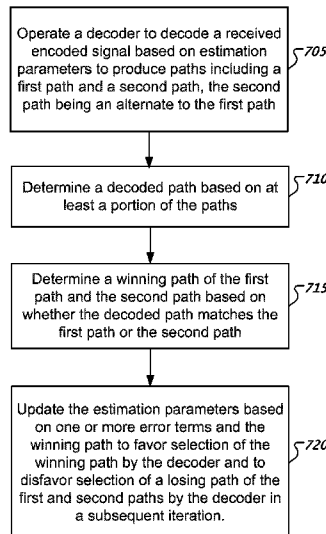 Operate a decoder to decode a received
encoded signal based on estimation
parameters to produce paths including a
first path and a second path, the second
path being an alternate to the first path
705
Determine a decoded path based on at
least a portion of the paths
710
Determine a winning path of the first
path and the second path based on
whether the decoded path matches the
first path or the second path
715
Update the estimation parameters based
on one or more error terms and the
winning path to favor selection of the
winning path by the decoder and to
disfavor selection of a losing path of the
first and second paths by the decoder in
a subsequent iteration.
720